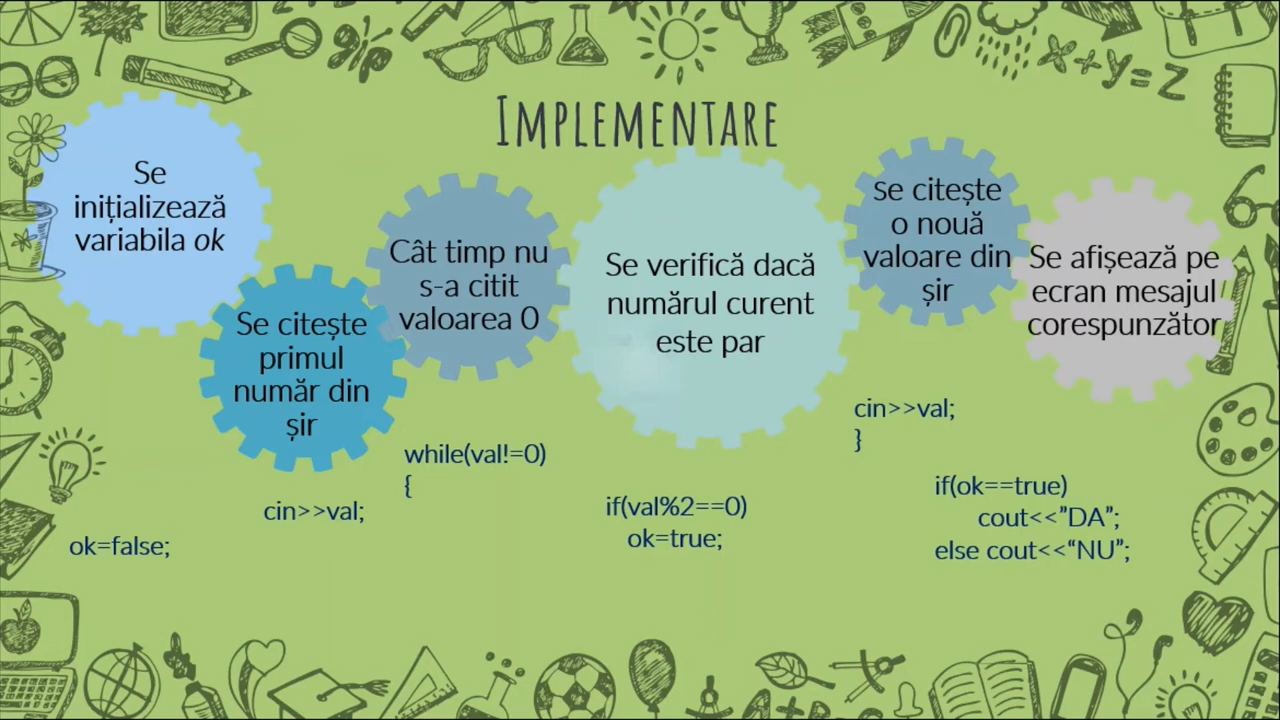 x+y=z
IMPLEMENTARE
Se
inițializează
variabila ok
Se citește
primul
număr din
șir
Cât timp nu
s-a citit
valoarea 0
Se verifică dacă
numărul curent
este par
Se citește
o nouă
valoare din
șir
Se afișează pe
ecran mesajul
corespunzător
ok=false;
cin>>val;
while(val!=0)
{
if(val%2==0)
ok=true;
cin>>val;
}
if(ok==true)
cout<<"DA”;
else cout<<“NU”;